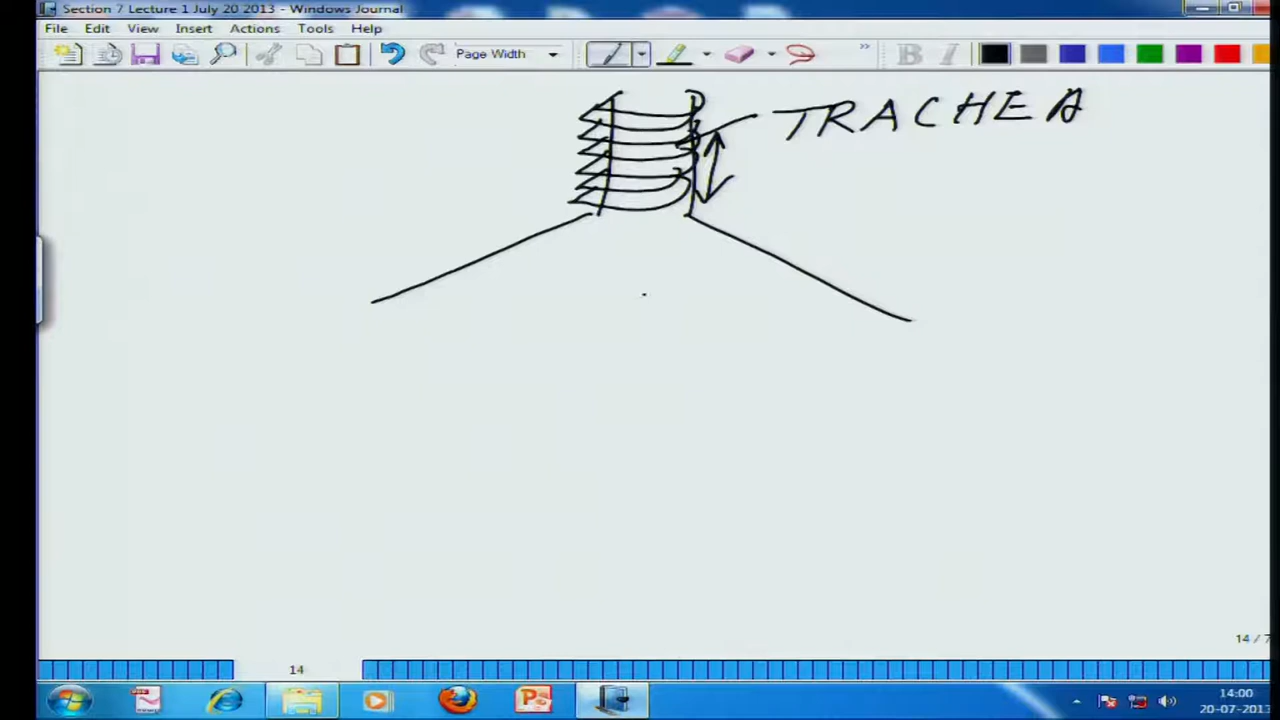 Section 7 Lecture 1 July 20 2013 - Windows Journal
File Edit View Insert Actions Tools Help
Page Width
B I
TRACHEA
14 / 7
14
14:00
20-07-2013